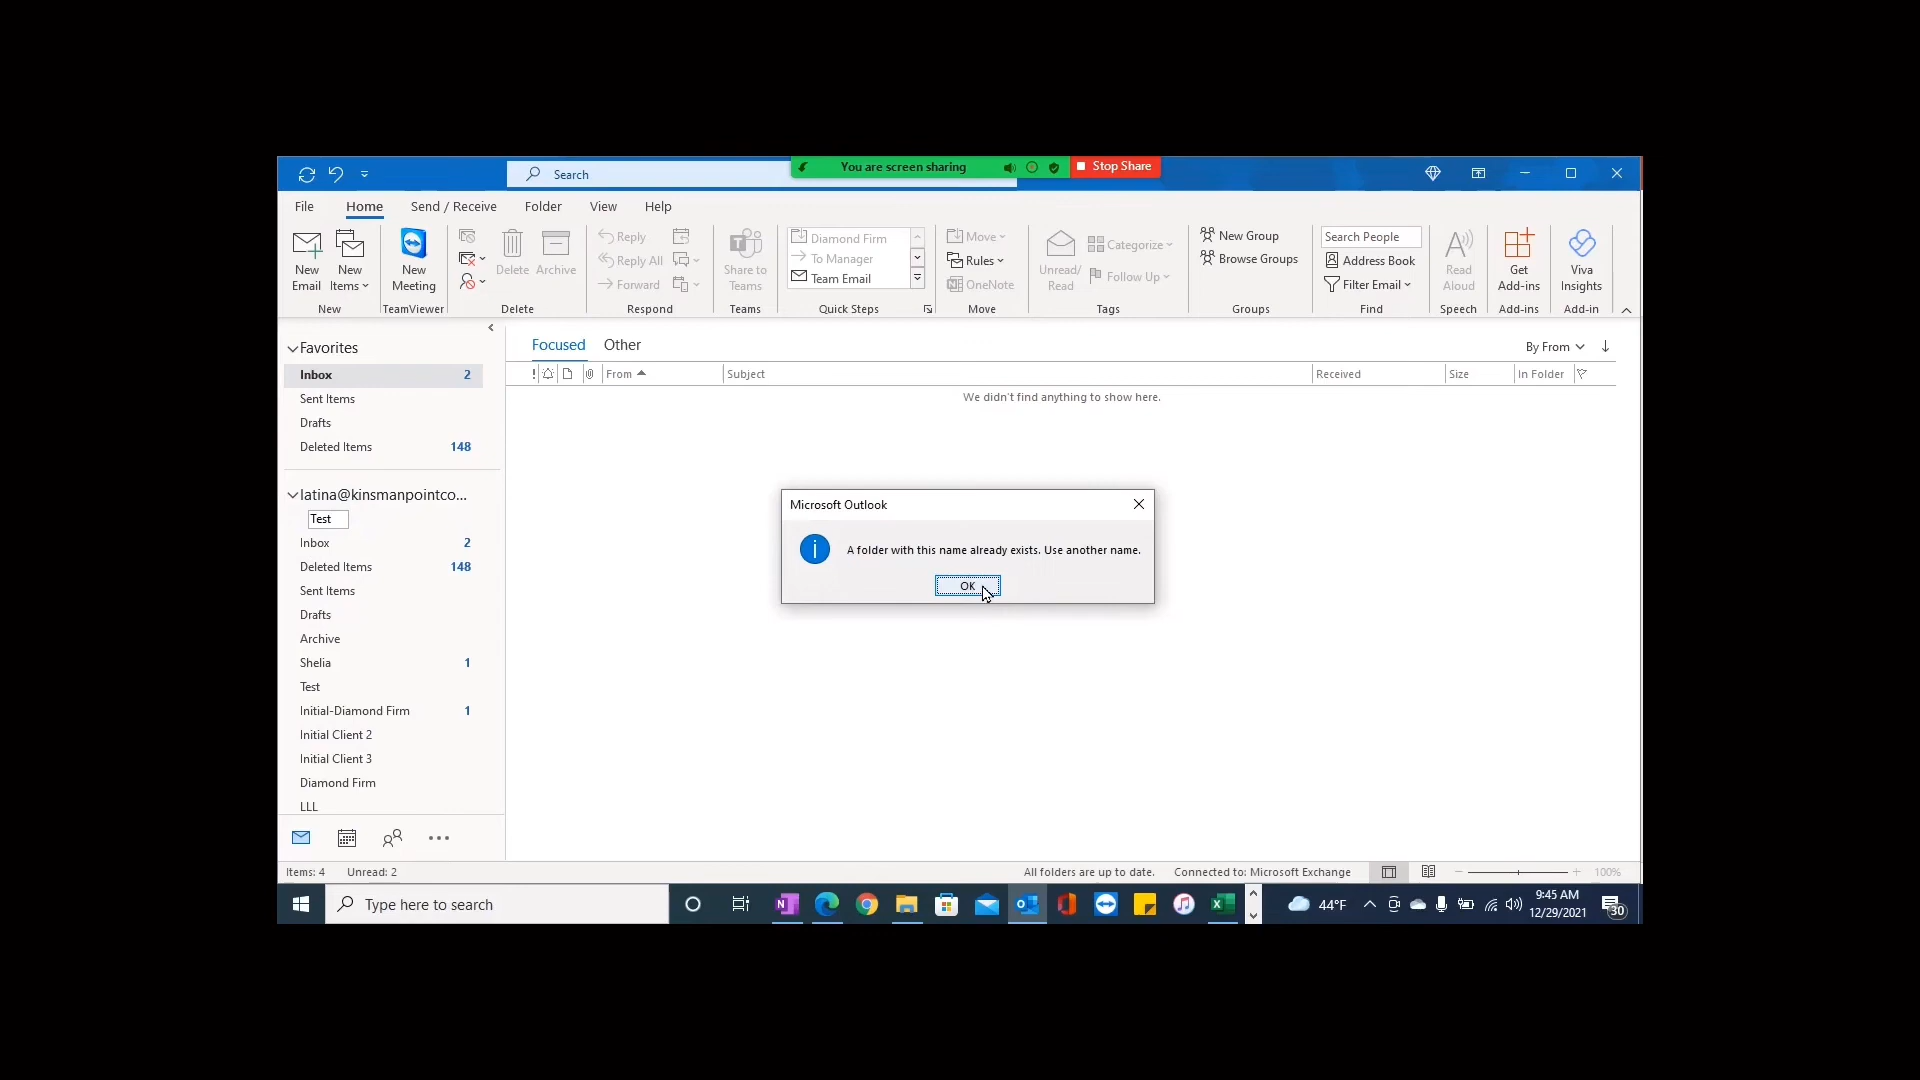 Search
You are screen sharing
Stop Share
File Home Send / Receive Folder View Help
New Email
New Items
New
New Meeting
TeamViewer
Delete
Archive
Delete
Reply
Reply All
Forward
Respond
Share to Teams
Teams
Diamond Firm
To Manager
Team Email
Quick Steps
Move
Rules
OneNote
Move
Unread/ Read
Categorize
Follow Up
Tags
New Group
Browse Groups
Groups
Search People
Address Book
Filter Email
Find
Read Aloud
Speech
Get Add-ins
Add-ins
Viva Insights
Add-in
Favorites
Inbox 2
Sent Items
Drafts
Deleted Items 148
latina@kinsmanpointco...
Test
Inbox 2
Deleted Items 148
Sent Items
Drafts
Archive
Shelia 1
Test
Initial-Diamond Firm 1
Initial Client 2
Initial Client 3
Diamond Firm
LLL
Focused Other
By From
! From Subject Received Size In Folder
We didn't find anything to show here.
Microsoft Outlook
A folder with this name already exists. Use another name.
OK
Items: 4 Unread: 2
All folders are up to date. Connected to: Microsoft Exchange 100%
Type here to search
44°F
9:45 AM
12/29/2021
30